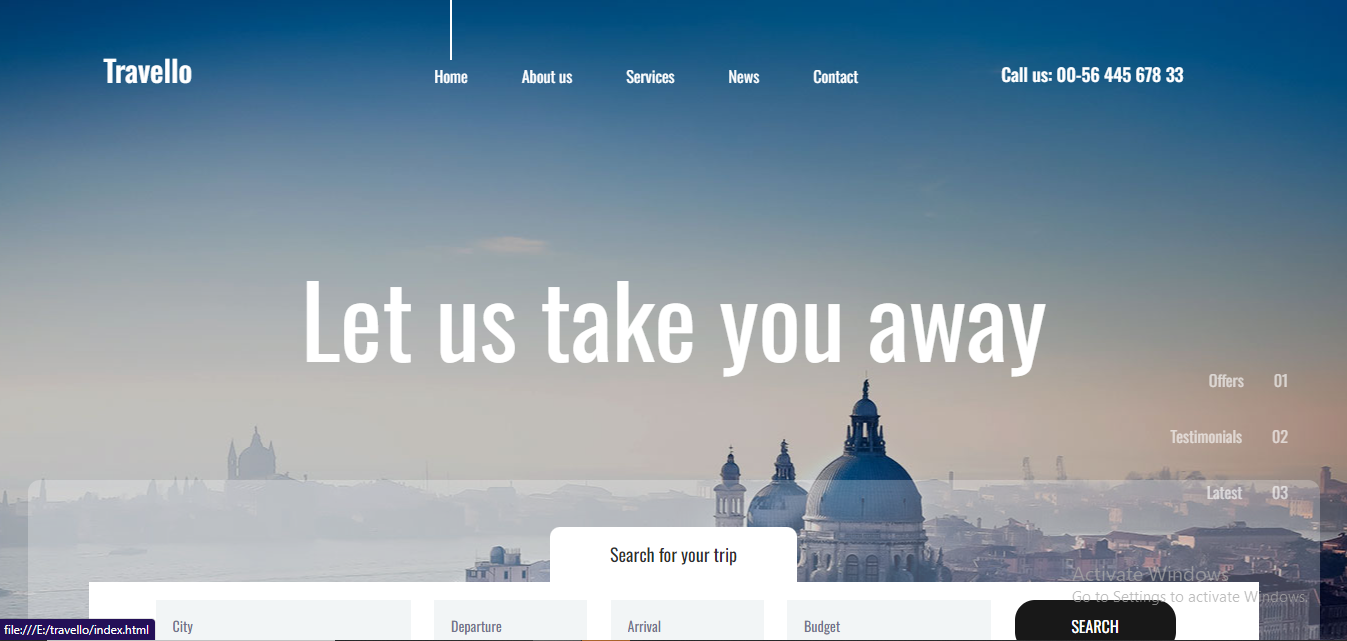 Travello
Home
About us
Services
News
Contact
Call us: 00-56 445 678 33
Let us take you away
Offers 01
Testimonials 02
Latest 03
Search for your trip
Activate Windows
Go to Settings to activate Windows.
City
Departure
Arrival
Budget
SEARCH
file:///E:/travello/index.html